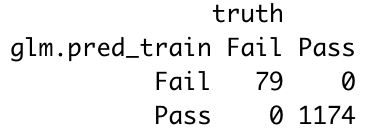 truth
glm.pred_train Fail Pass
Fail 79 0
Pass 0 1174